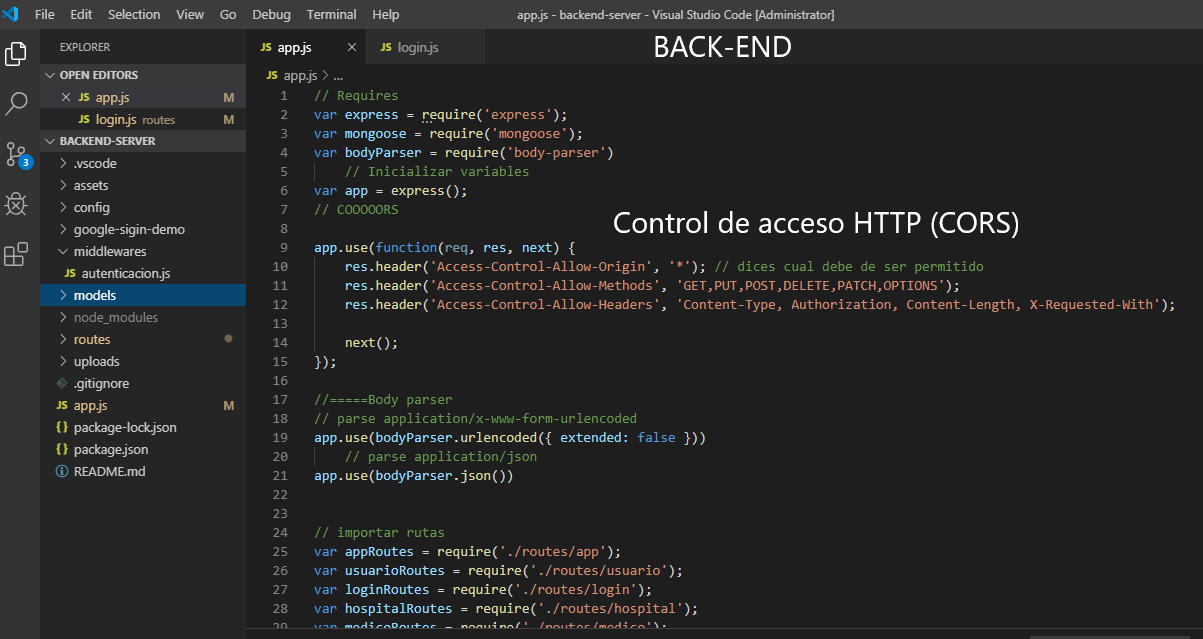 File Edit Selection View Go Debug Terminal Help app.js - backend-server - Visual Studio Code [Administrator]
EXPLORER
OPEN EDITORS
JS app.js M
JS login.js routes M
BACKEND-SERVER
.vscode
assets
config
google-sigin-demo
middlewares
JS autenticacion.js
models
node_modules
routes
uploads
.gitignore
JS app.js M
{} package-lock.json
{} package.json
README.md
3
JS app.js JS login.js
BACK-END
JS app.js > ...
Control de acceso HTTP (CORS)
1 // Requires
2 var express = require('express');
3 var mongoose = require('mongoose');
4 var bodyParser = require('body-parser')
5 // Inicializar variables
6 var app = express();
7 // COOOOORS
8
9 app.use(function(req, res, next) {
10 res.header('Access-Control-Allow-Origin', '*'); // dices cual debe de ser permitido
11 res.header('Access-Control-Allow-Methods', 'GET,PUT,POST,DELETE,PATCH,OPTIONS');
12 res.header('Access-Control-Allow-Headers', 'Content-Type, Authorization, Content-Length, X-Requested-With');
13
14 next();
15 });
16
17 //=====Body parser
18 // parse application/x-www-form-urlencoded
19 app.use(bodyParser.urlencoded({ extended: false }))
20 // parse application/json
21 app.use(bodyParser.json())
22
23
24 // importar rutas
25 var appRoutes = require('./routes/app');
26 var usuarioRoutes = require('./routes/usuario');
27 var loginRoutes = require('./routes/login');
28 var hospitalRoutes = require('./routes/hospital');
29 var medicoRoutes = require('./routes/medico');